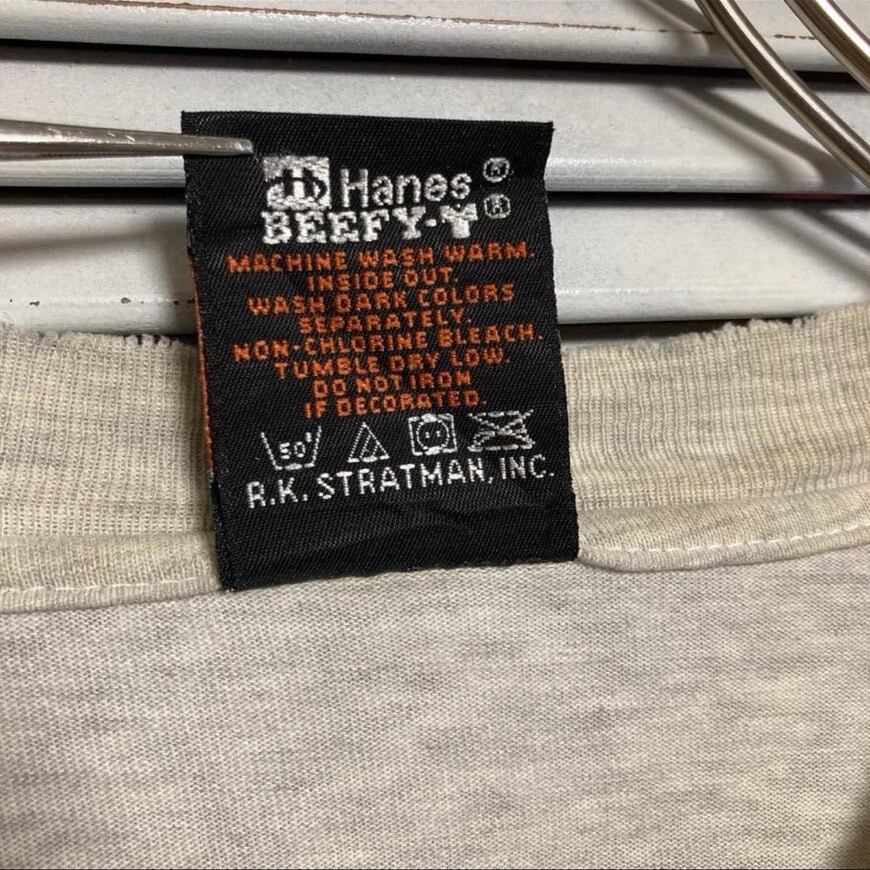 Hanes®
BEEFY-T®
MACHINE WASH WARM.
INSIDE OUT
WASH DARK COLORS
SEPARATELY.
NON-CHLORINE BLEACH.
TUMBLE DRY LOW.
DO NOT IRON
IF DECORATED.
50°
R.K. STRATMAN, INC.